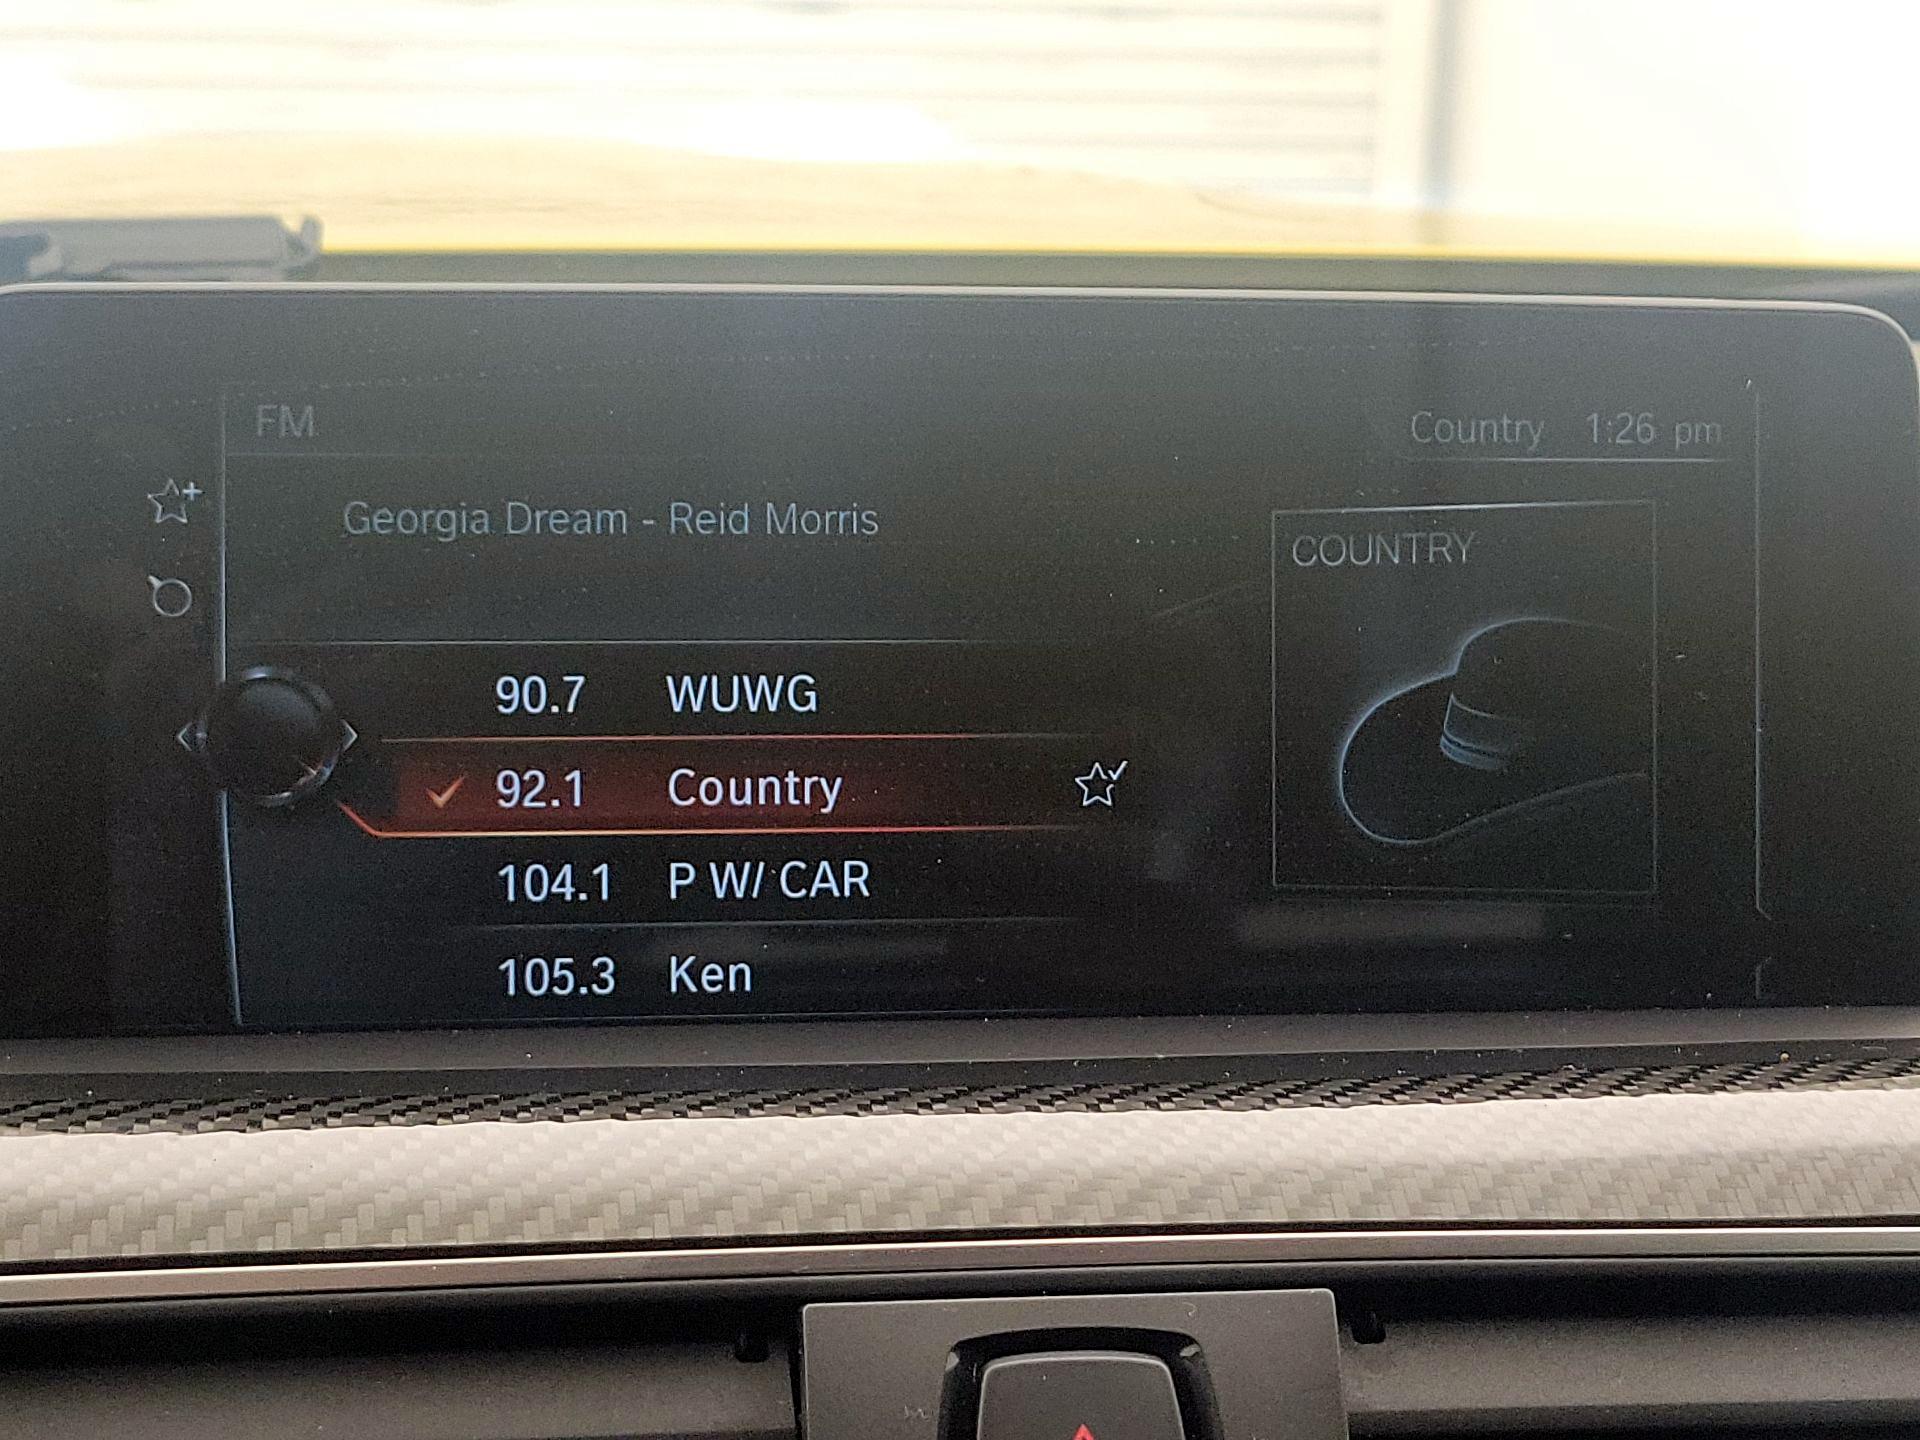 FM
Country 1:26 pm
Georgia Dream - Reid Morris
COUNTRY
90.7 WUWG
92.1 Country
104.1 P W/ CAR
105.3 Ken